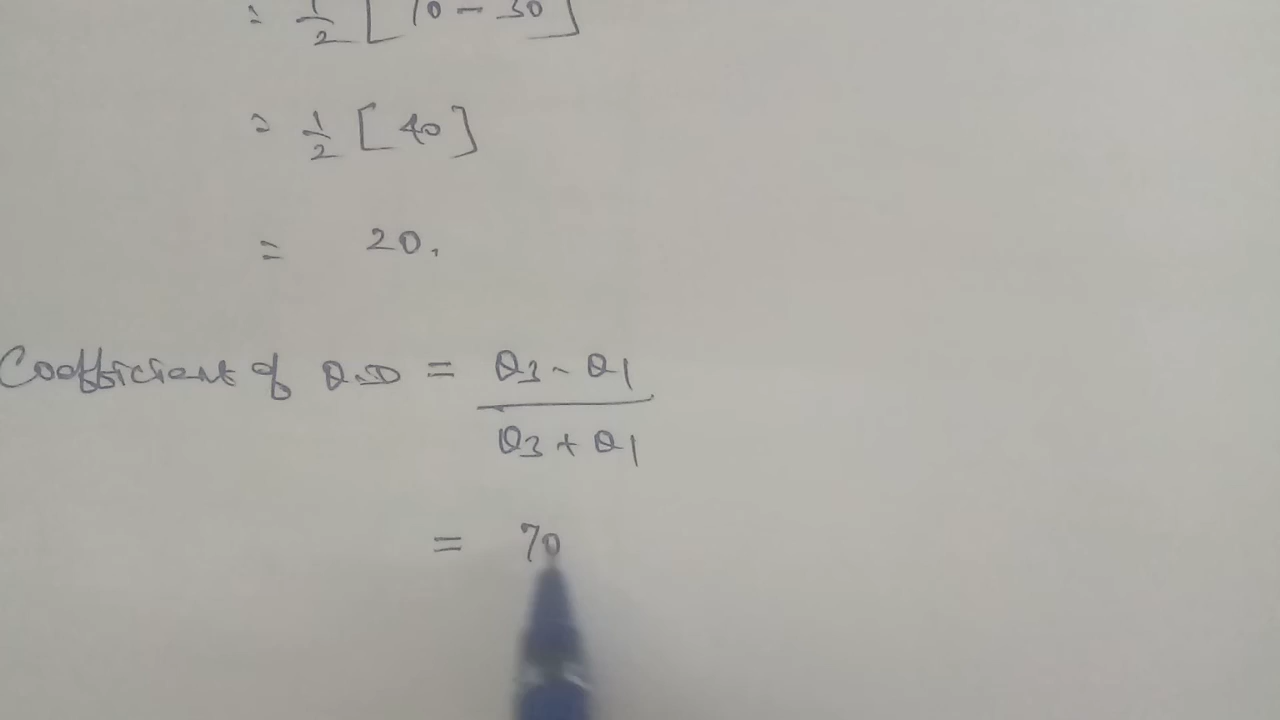 = 1/2 [70 - 30]
= 1/2 [40]
= 20.
Coefficient of Q.D = Q3 - Q1
Q3 + Q1
= 70